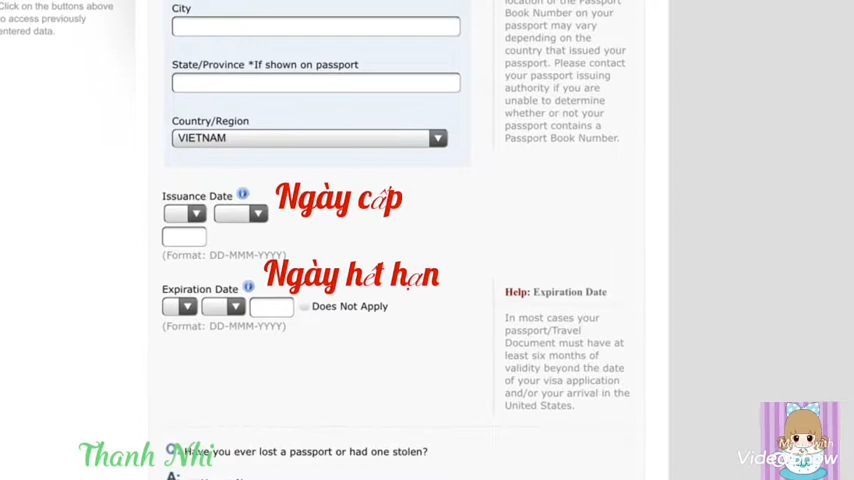 Click on the buttons above
to access previously
entered data.
City
State/Province *If shown on passport
Country/Region
VIETNAM
location of the Passport
Book Number on your
passport may vary
depending on the
country that issued your
passport. Please contact
your passport issuing
authority if you are
unable to determine
whether or not your
passport contains a
Passport Book Number.
Issuance Date
Ngày cấp
(Format: DD-MMM-YYYY)
Expiration Date
Ngày hết hạn
Does Not Apply
(Format: DD-MMM-YYYY)
Help: Expiration Date
In most cases your
passport/Travel
Document must have at
least six months of
validity beyond the date
of your visa application
and/or your arrival in the
United States.
Q: Have you ever lost a passport or had one stolen?
A:
Thanh Nhi
Made with
VideoShow